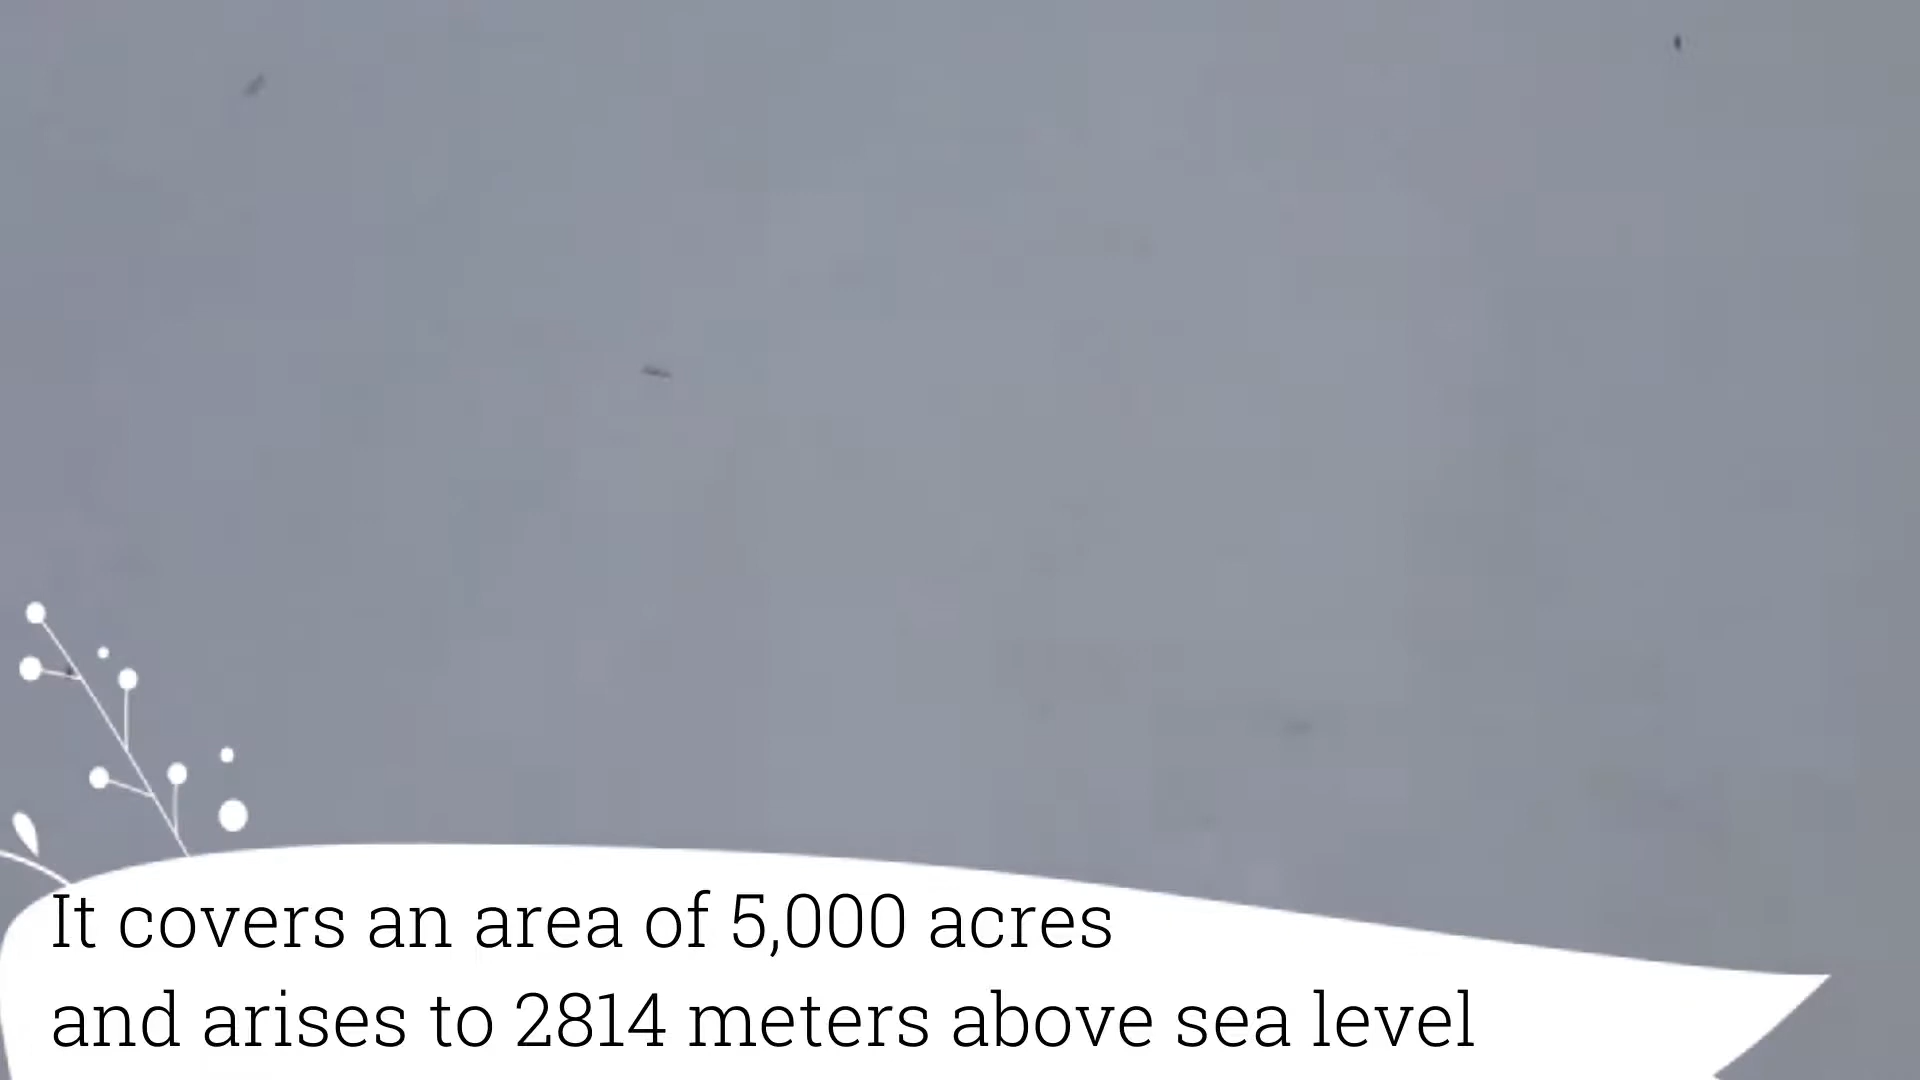 It covers an area of 5,000 acres
and arises to 2814 meters above sea level